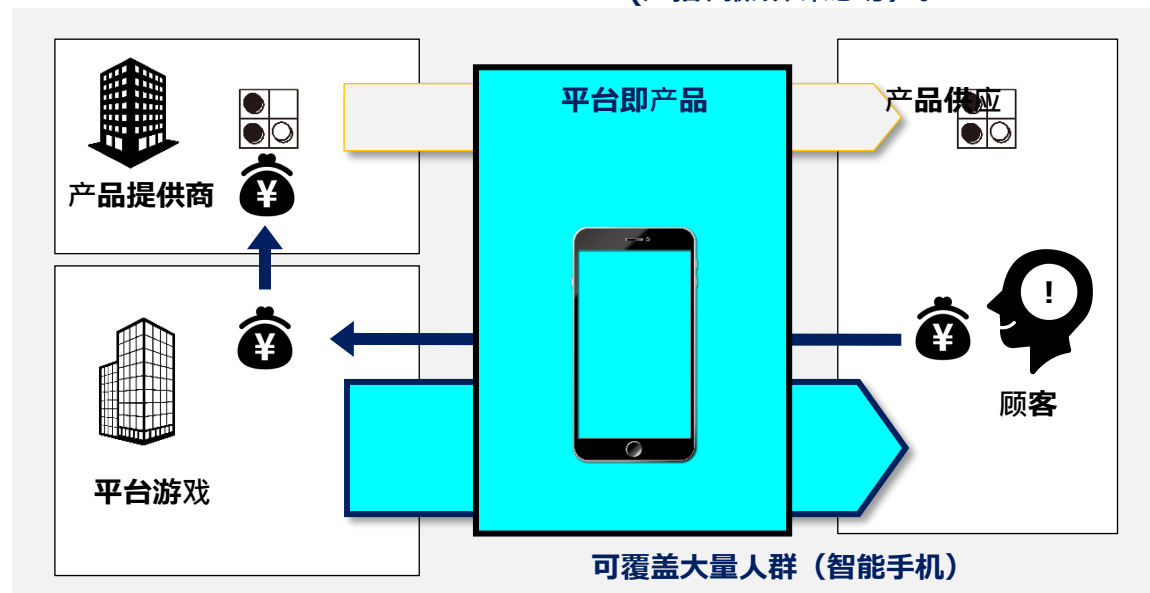 平台即产品
产品供应
产品提供商
¥
¥
¥
!
顾客
平台游戏
可覆盖大量人群（智能手机）